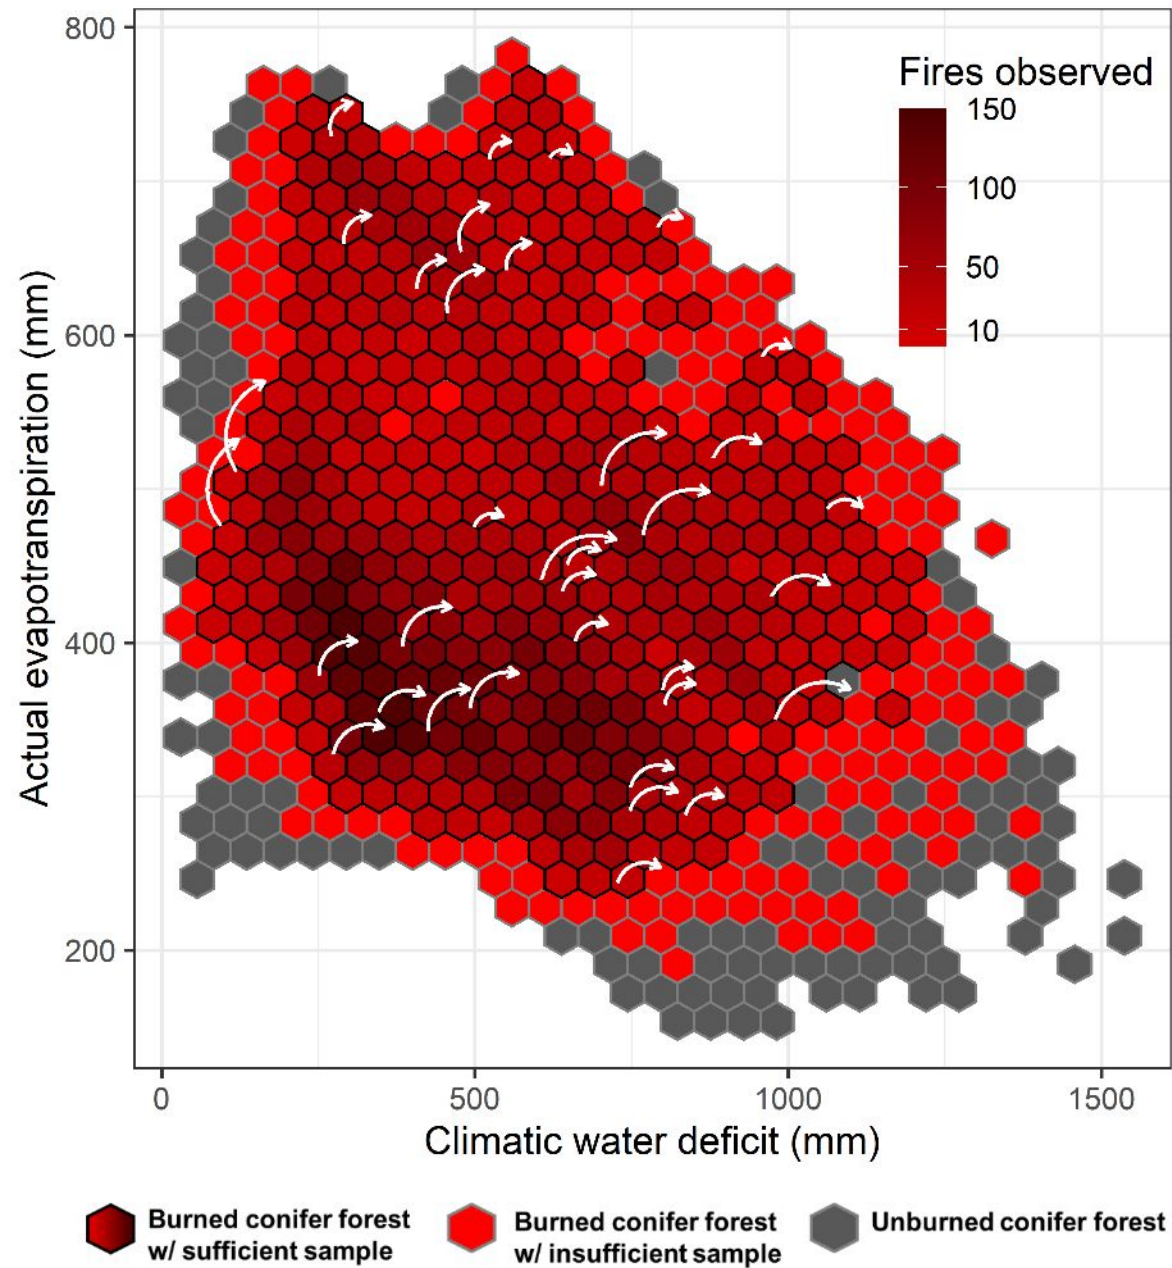 800
600
400
200
Actual evapotranspiration (mm)
Fires observed
150
100
50
10
0
500
1000
1500
Climatic water deficit (mm)
Burned conifer forest
w/ sufficient sample
Burned conifer forest
w/ insufficient sample
Unburned conifer forest